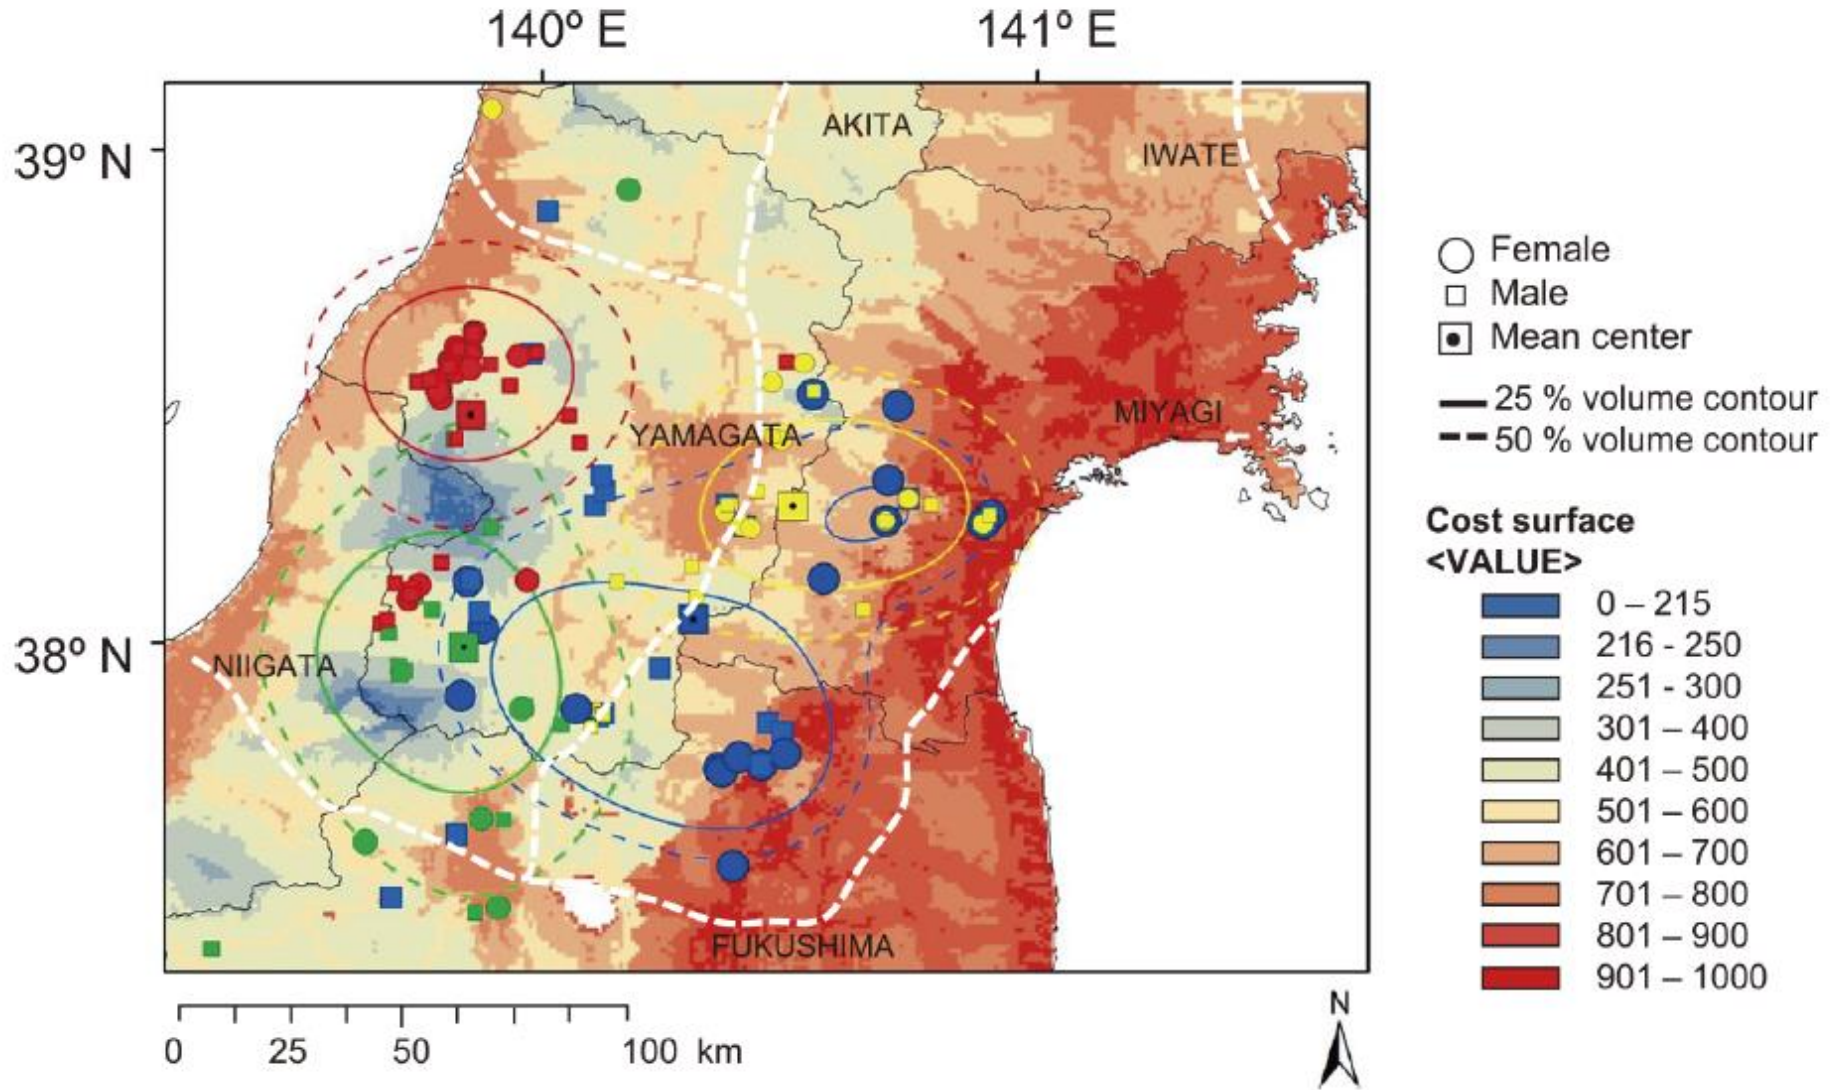 140º E
141º E
39º N
38º N
AKITA
IWATE
YAMAGATA
MIYAGI
NIIGATA
FUKUSHIMA
Female
Male
Mean center
25 % volume contour
50 % volume contour
Cost surface
<VALUE>
0 – 215
216 - 250
251 - 300
301 – 400
401 – 500
501 – 600
601 – 700
701 – 800
801 – 900
901 – 1000
0 25 50 100 km
N